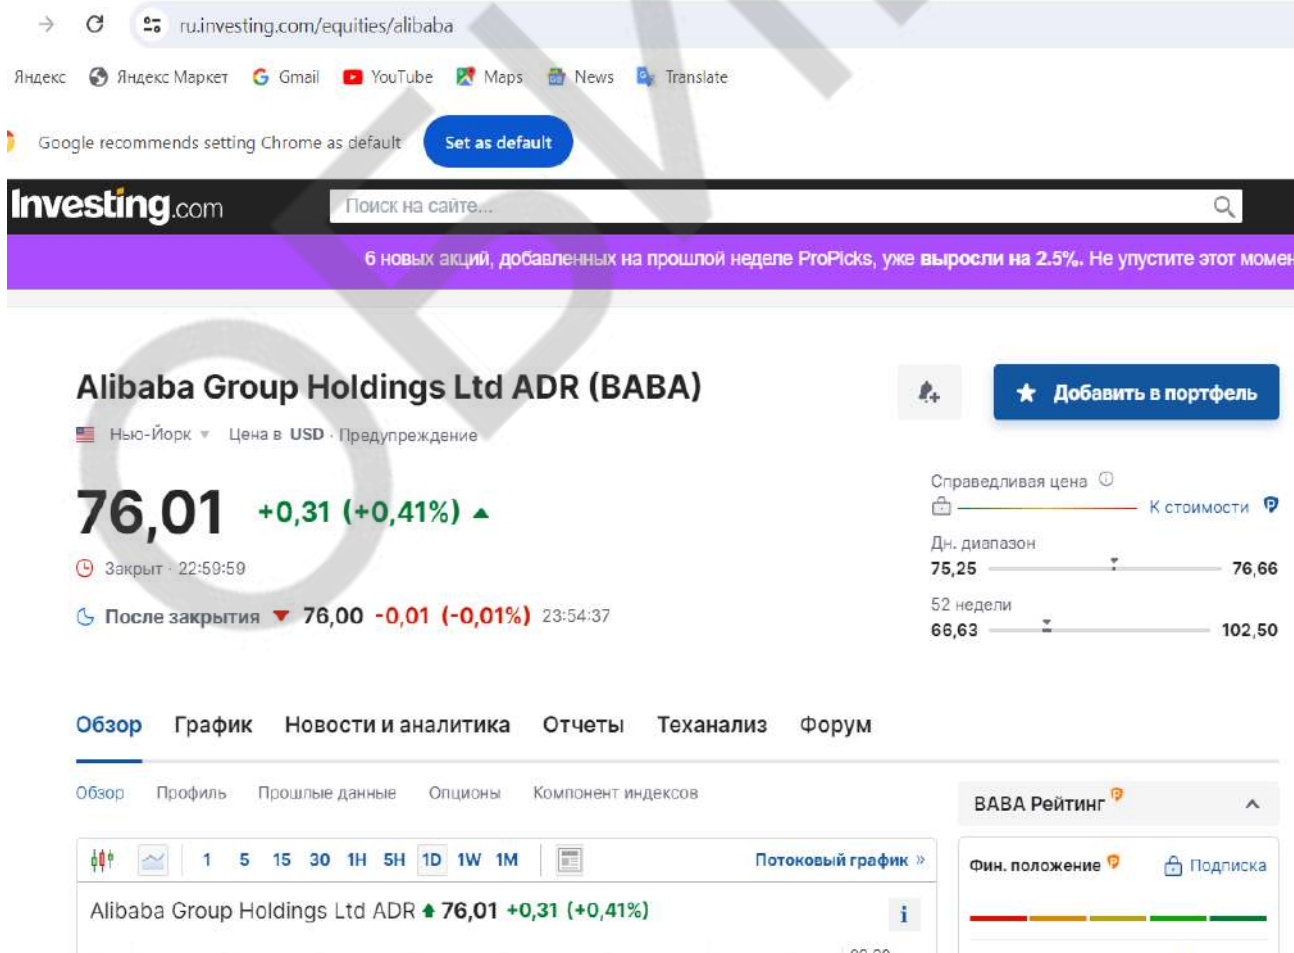 ru.investing.com/equities/alibaba
Яндекс Яндекс Маркет Gmail YouTube Maps News Translate
Google recommends setting Chrome as default Set as default
Investing.com Поиск на сайте...
6 новых акций, добавленных на прошлой неделе ProPicks, уже выросли на 2.5%. Не упустите этот момен
Alibaba Group Holdings Ltd ADR (BABA)
Добавить в портфель
Нью-Йорк Цена в USD · Предупреждение
76,01 +0,31 (+0,41%)
Закрыт · 22:59:59
После закрытия 76,00 -0,01 (-0,01%) 23:54:37
Справедливая цена
К стоимости
Дн. диапазон
75,25 76,66
52 недели
66,63 102,50
Обзор График Новости и аналитика Отчеты Теханализ Форум
Обзор Профиль Прошлые данные Опционы Компонент индексов
BABA Рейтинг
1 5 15 30 1H 5H 1D 1W 1M Потоковый график »
Фин. положение Подписка
Alibaba Group Holdings Ltd ADR 76,01 +0,31 (+0,41%)